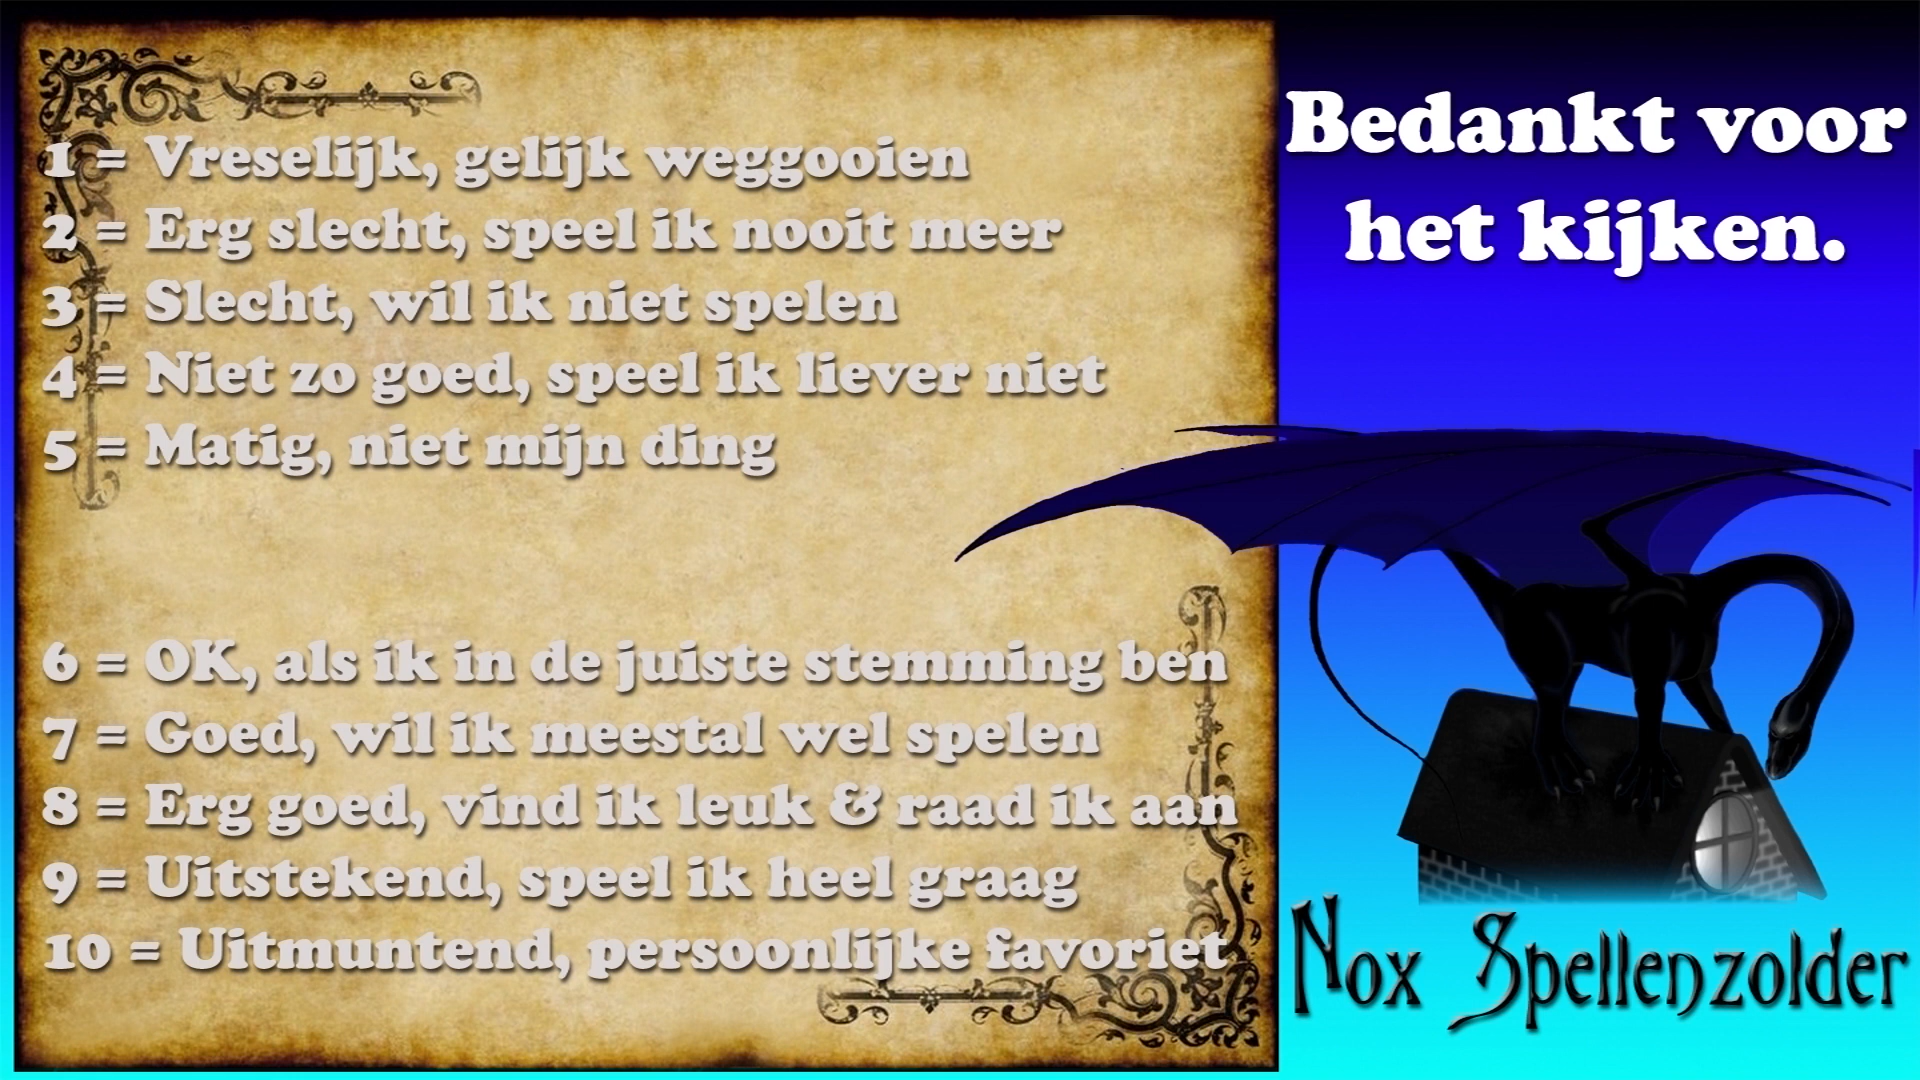 1 = Vreselijk, gelijk weggooien
2 = Erg slecht, speel ik nooit meer
3 = Slecht, wil ik niet spelen
4 = Niet zo goed, speel ik liever niet
5 = Matig, niet mijn ding
6 = OK, als ik in de juiste stemming ben
7 = Goed, wil ik meestal wel spelen
8 = Erg goed, vind ik leuk & raad ik aan
9 = Uitstekend, speel ik heel graag
10 = Uitmuntend, persoonlijke favoriet
Bedankt voor
het kijken.
Nox Spellenzolder